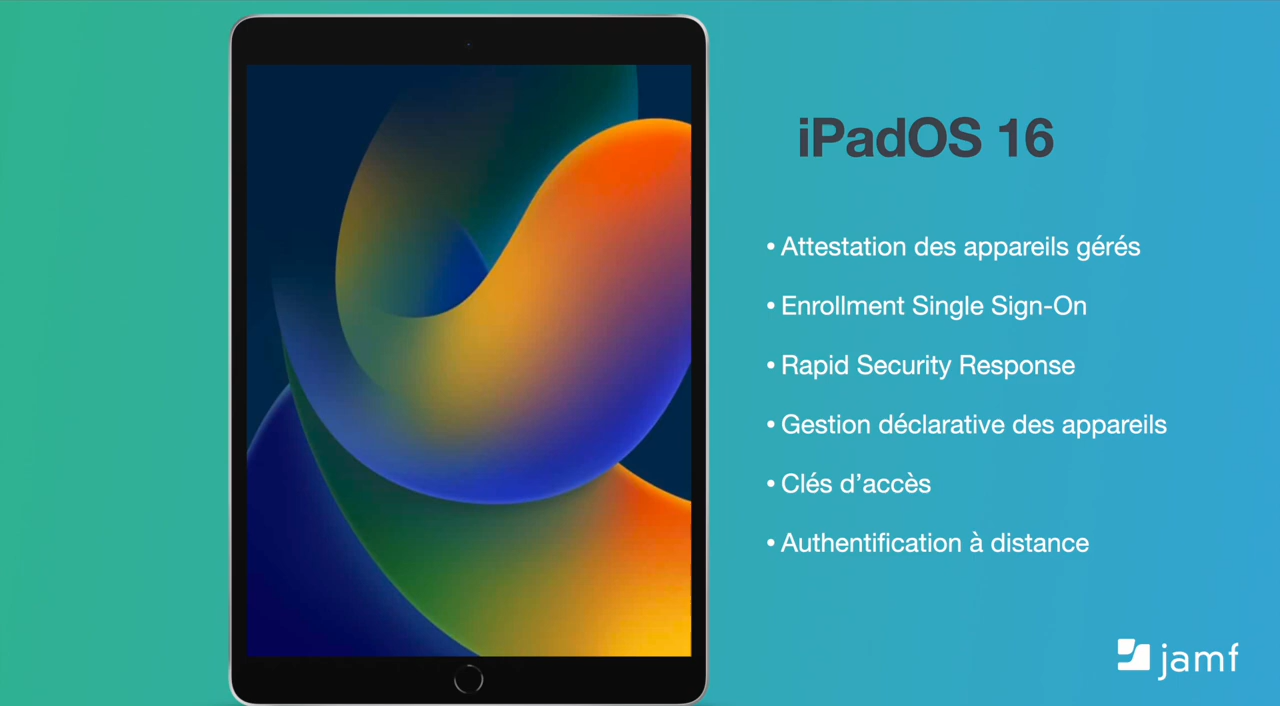 iPadOS 16
• Attestation des appareils gérés
• Enrollment Single Sign-On
• Rapid Security Response
• Gestion déclarative des appareils
• Clés d’accès
• Authentification à distance
jamf